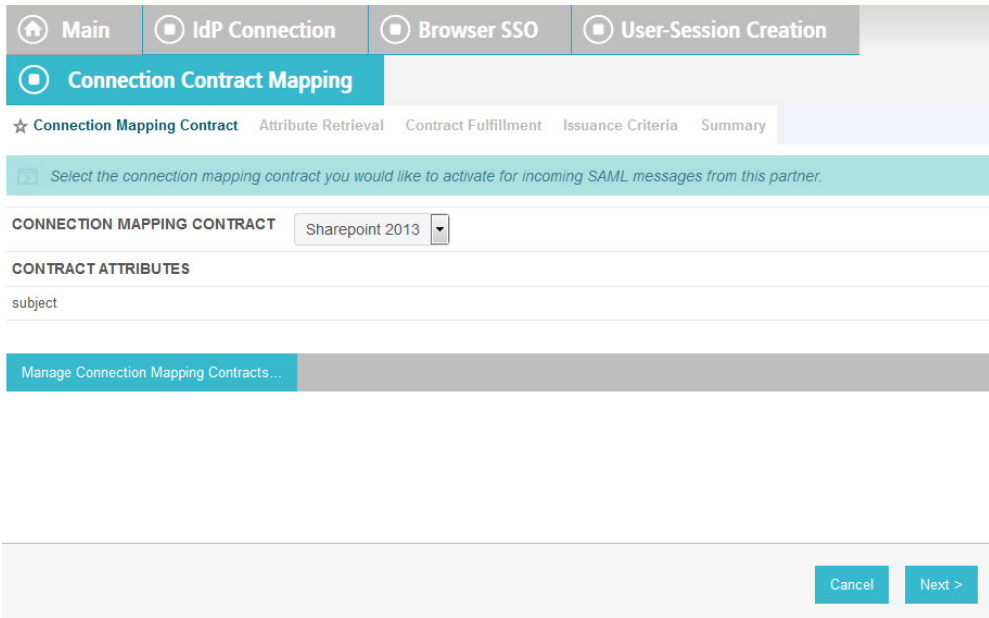 Main IdP Connection Browser SSO User-Session Creation
Connection Contract Mapping
Connection Mapping Contract Attribute Retrieval Contract Fulfillment Issuance Criteria Summary
Select the connection mapping contract you would like to activate for incoming SAML messages from this partner.
CONNECTION MAPPING CONTRACT Sharepoint 2013
CONTRACT ATTRIBUTES
subject
Manage Connection Mapping Contracts...
Cancel Next >